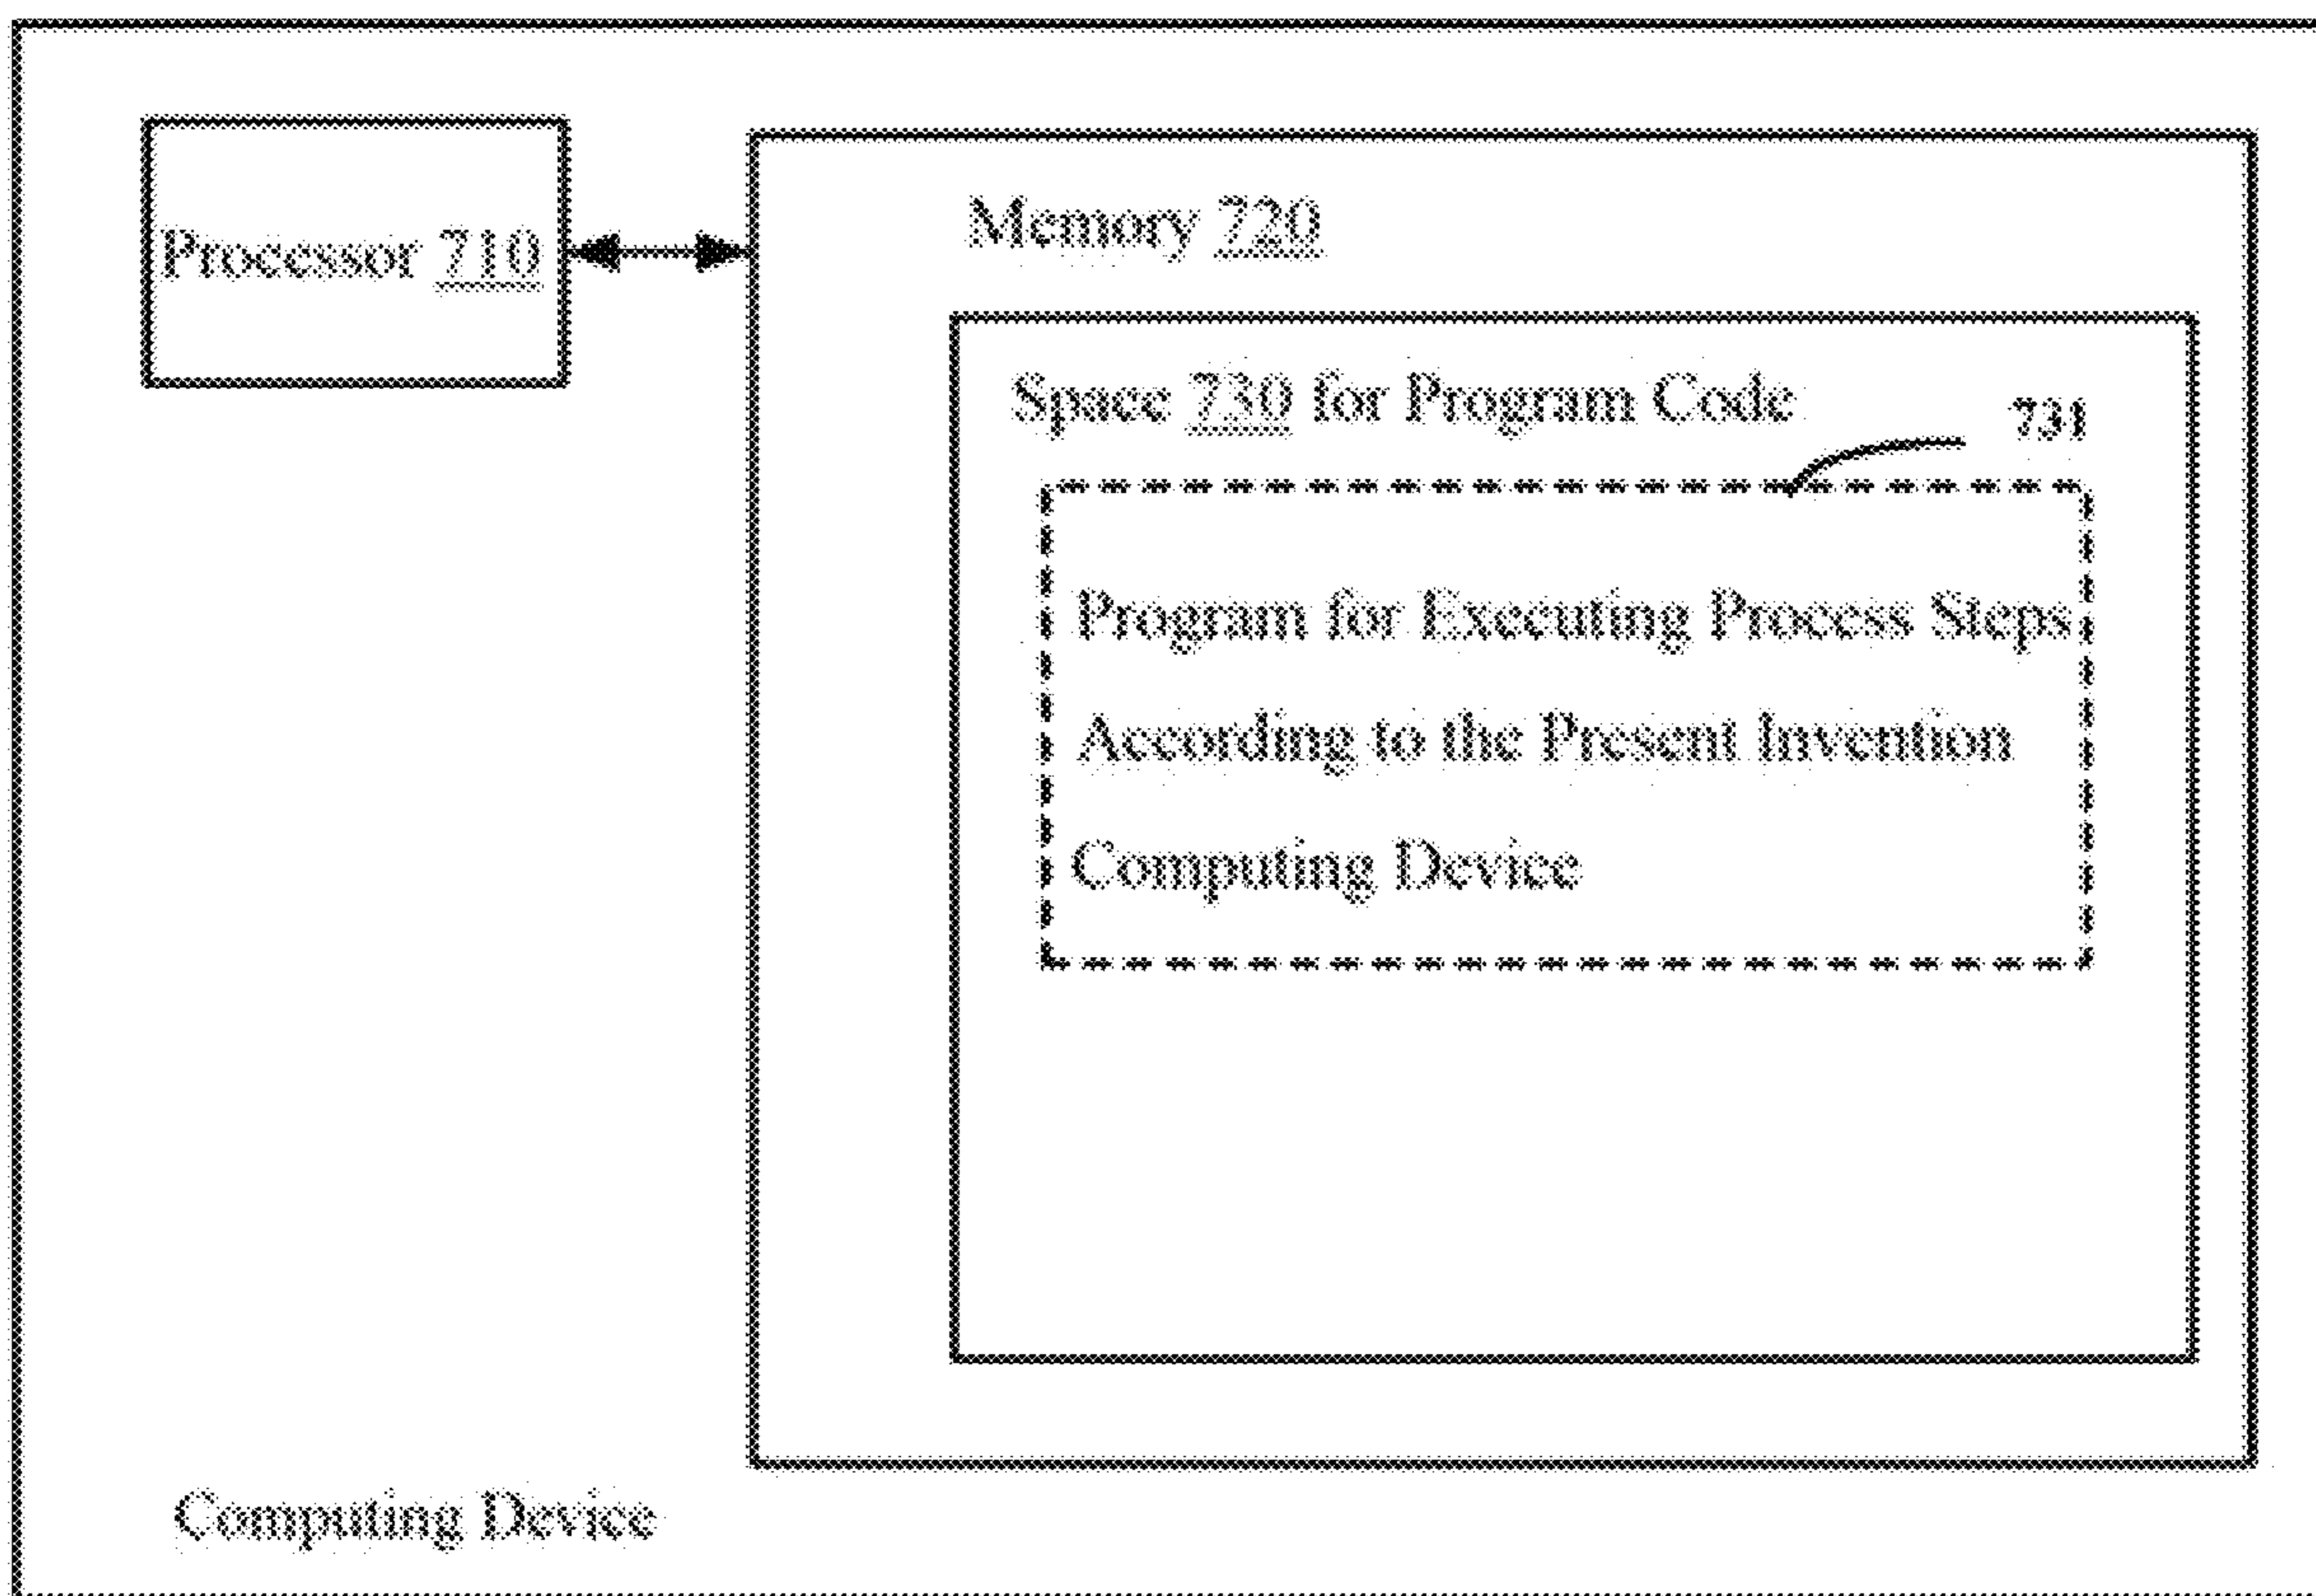 Processor 710
Memory 720
Space 730 for Program Code
731
Program for Executing Process Steps
According to the Present Invention
Computing Device
Computing Device